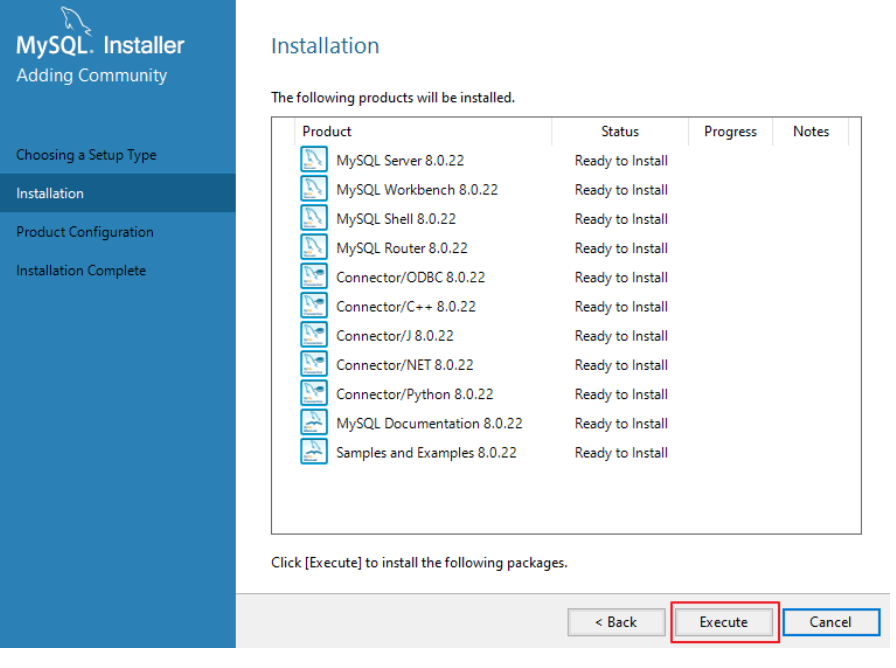 MySQL. Installer
Adding Community
Choosing a Setup Type
Installation
Product Configuration
Installation Complete
Installation
The following products will be installed.
Product Status Progress Notes
MySQL Server 8.0.22 Ready to Install
MySQL Workbench 8.0.22 Ready to Install
MySQL Shell 8.0.22 Ready to Install
MySQL Router 8.0.22 Ready to Install
Connector/ODBC 8.0.22 Ready to Install
Connector/C++ 8.0.22 Ready to Install
Connector/J 8.0.22 Ready to Install
Connector/NET 8.0.22 Ready to Install
Connector/Python 8.0.22 Ready to Install
MySQL Documentation 8.0.22 Ready to Install
Samples and Examples 8.0.22 Ready to Install
Click [Execute] to install the following packages.
< Back Execute Cancel